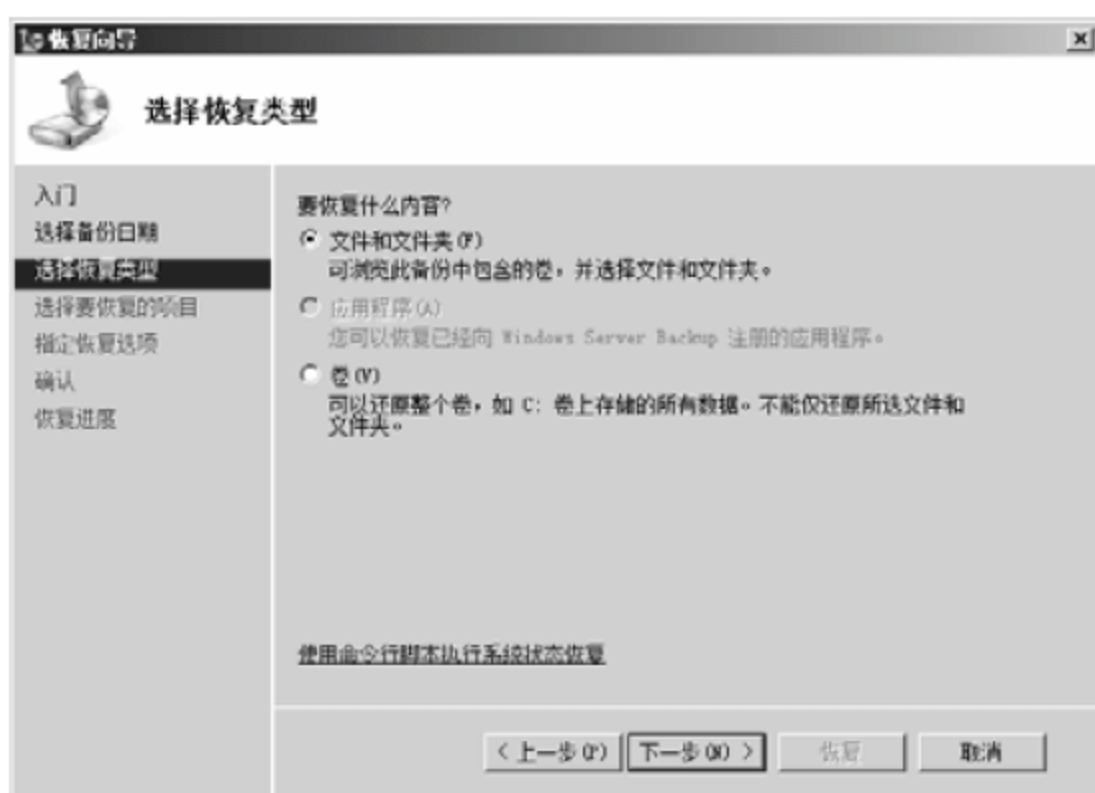 恢复向导
选择恢复类型
入门
选择备份日期
选择恢复类型
选择要恢复的项目
指定恢复选项
确认
恢复进度
要恢复什么内容?
文件和文件夹(F)
可浏览此备份中包含的卷，并选择文件和文件夹。
应用程序(A)
您可以恢复已经向 Windows Server Backup 注册的应用程序。
卷(V)
可以还原整个卷，如 C: 卷上存储的所有数据。不能仅还原所选文件和
文件夹。
使用命令行脚本执行系统状态恢复
< 上一步(P)
下一步(N) >
恢复
取消